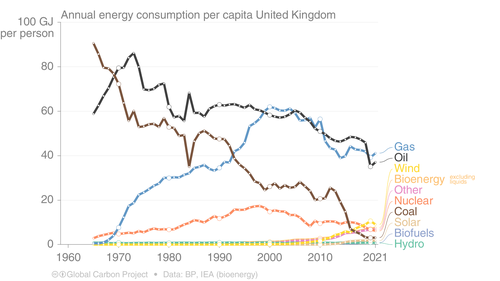 Annual energy consumption per capita United Kingdom
100 GJ
per person
80
60
40
20
0
1960
1970
1980
1990
2000
2010
2021
Gas
Oil
Wind
Bioenergy excluding liquids
Other
Nuclear
Coal
Solar
Biofuels
Hydro
Global Carbon Project • Data: BP, IEA (bioenergy)